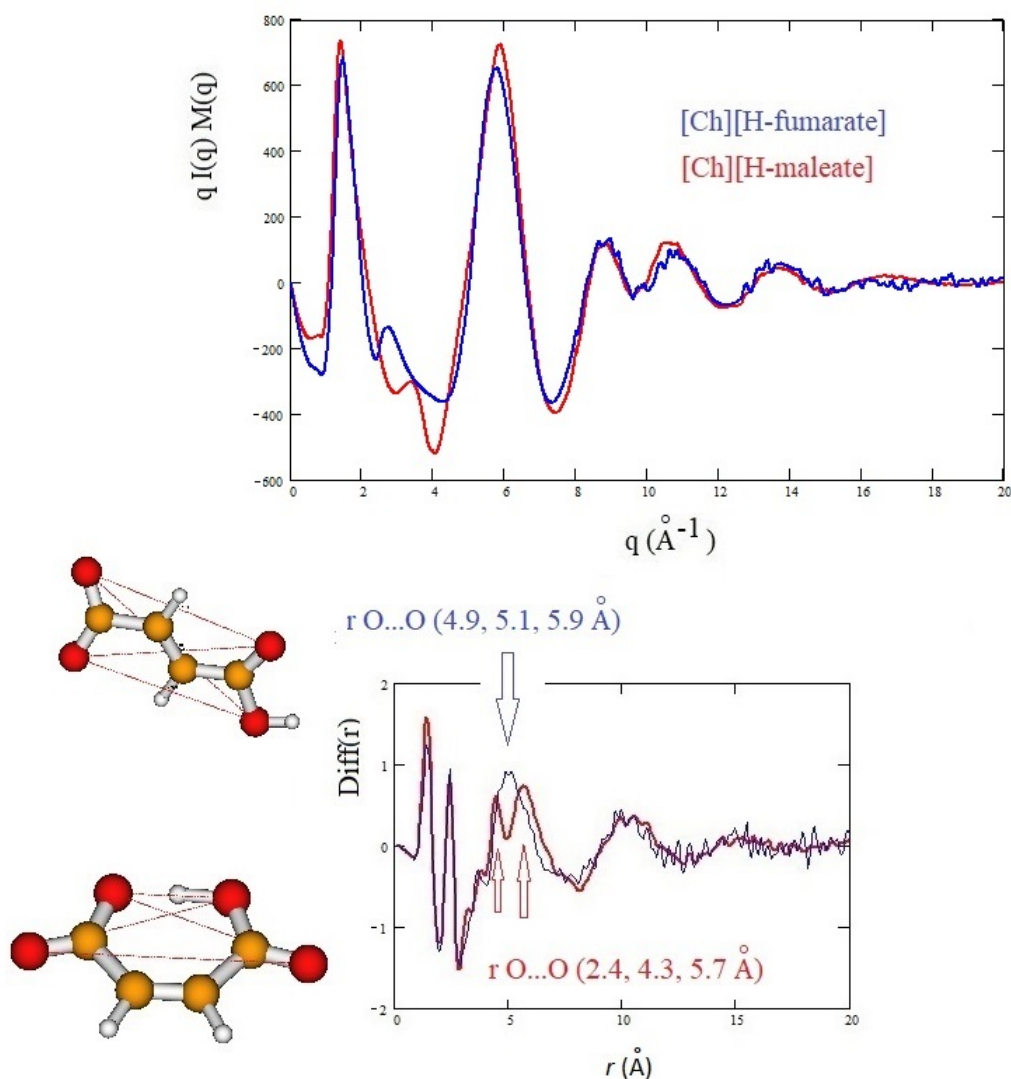 800
600
400
200
0
−200
−400
−600
q I(q) M(q)
[Ch][H-fumarate]
[Ch][H-maleate]
0 2 4 6 8 10 12 14 16 18 20
q (Å⁻¹)
r O...O (4.9, 5.1, 5.9 Å)
2
1
0
−1
−2
Diff(r)
r O...O (2.4, 4.3, 5.7 Å)
0 5 10 15 20
r (Å)